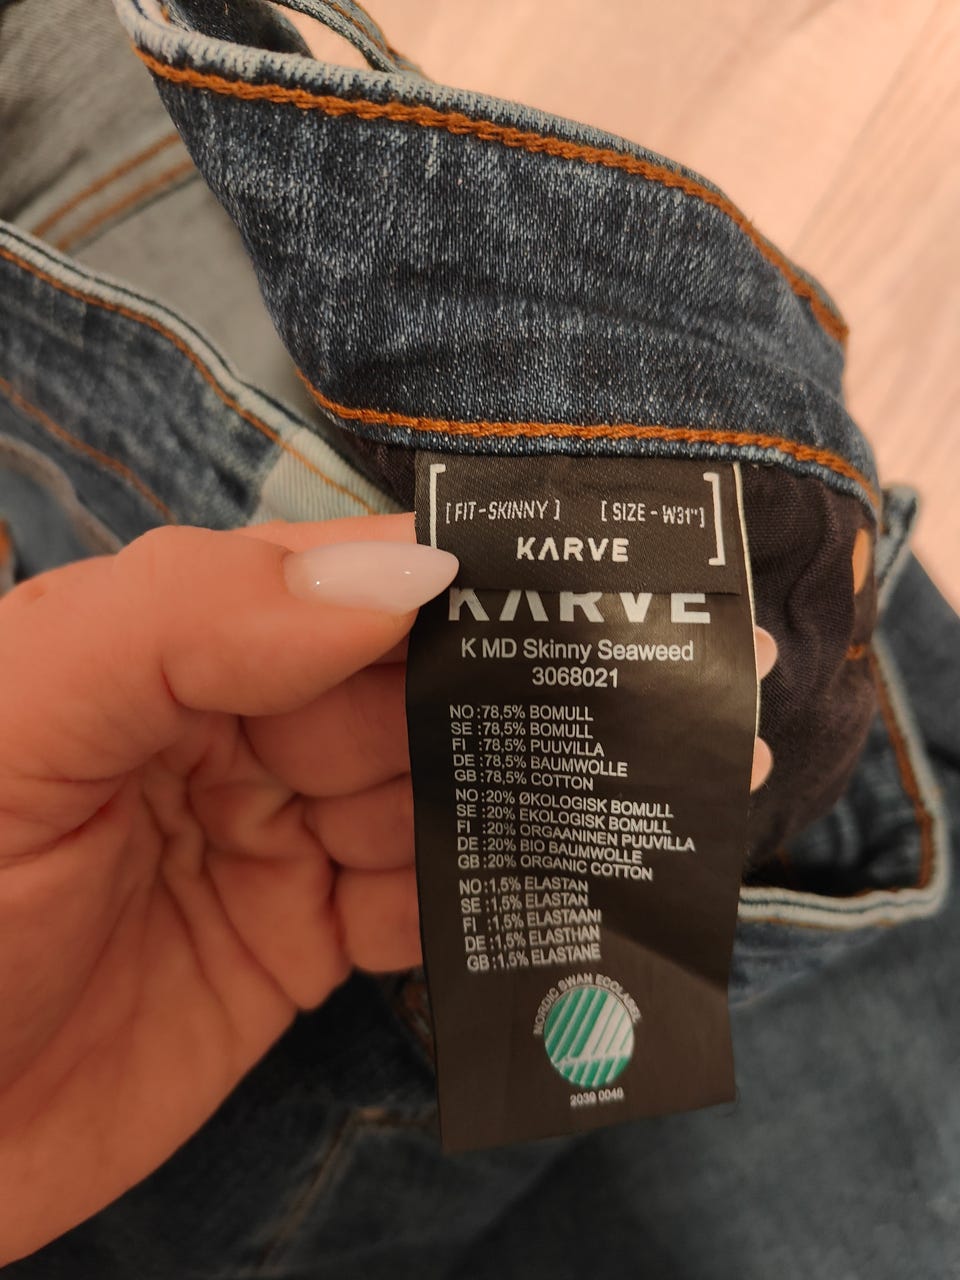 [ FIT-SKINNY ] [ SIZE - W31" ]
KARVE
KARVE
K MD Skinny Seaweed
3068021
NO :78,5% BOMULL
SE :78,5% BOMULL
FI :78,5% PUUVILLA
DE :78,5% BAUMWOLLE
GB :78,5% COTTON
NO :20% ØKOLOGISK BOMULL
SE :20% EKOLOGISK BOMULL
FI :20% ORGAANINEN PUUVILLA
DE :20% BIO BAUMWOLLE
GB :20% ORGANIC COTTON
NO :1,5% ELASTAN
SE :1,5% ELASTAN
FI :1,5% ELASTAANI
DE :1,5% ELASTHAN
GB :1,5% ELASTANE
NORDIC SWAN ECOLABEL
2039 0046